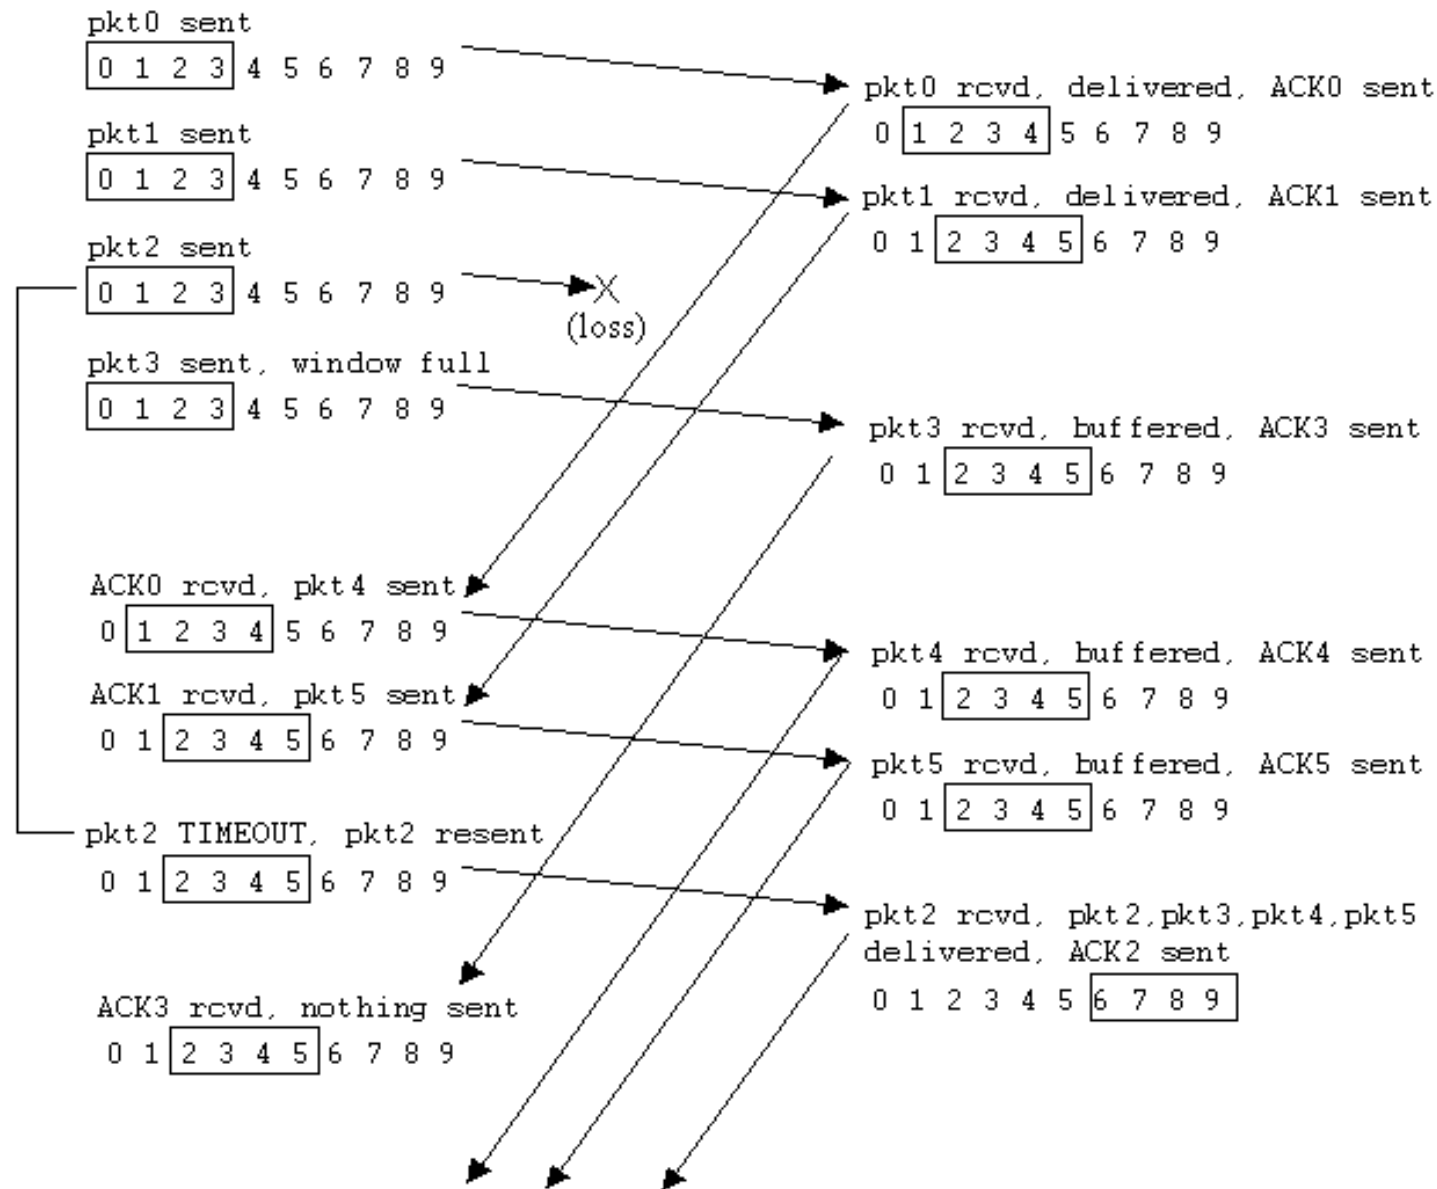 pkt0 sent
0 1 2 3 4 5 6 7 8 9
pkt1 sent
0 1 2 3 4 5 6 7 8 9
pkt2 sent
0 1 2 3 4 5 6 7 8 9
(loss)
pkt3 sent, window full
0 1 2 3 4 5 6 7 8 9
ACK0 rcvd, pkt4 sent
0 1 2 3 4 5 6 7 8 9
ACK1 rcvd, pkt5 sent
0 1 2 3 4 5 6 7 8 9
pkt2 TIMEOUT, pkt2 resent
0 1 2 3 4 5 6 7 8 9
ACK3 rcvd, nothing sent
0 1 2 3 4 5 6 7 8 9
pkt0 rcvd, delivered, ACK0 sent
0 1 2 3 4 5 6 7 8 9
pkt1 rcvd, delivered, ACK1 sent
0 1 2 3 4 5 6 7 8 9
pkt3 rcvd, buffered, ACK3 sent
0 1 2 3 4 5 6 7 8 9
pkt4 rcvd, buffered, ACK4 sent
0 1 2 3 4 5 6 7 8 9
pkt5 rcvd, buffered, ACK5 sent
0 1 2 3 4 5 6 7 8 9
pkt2 rcvd, pkt2,pkt3,pkt4,pkt5
delivered, ACK2 sent
0 1 2 3 4 5 6 7 8 9